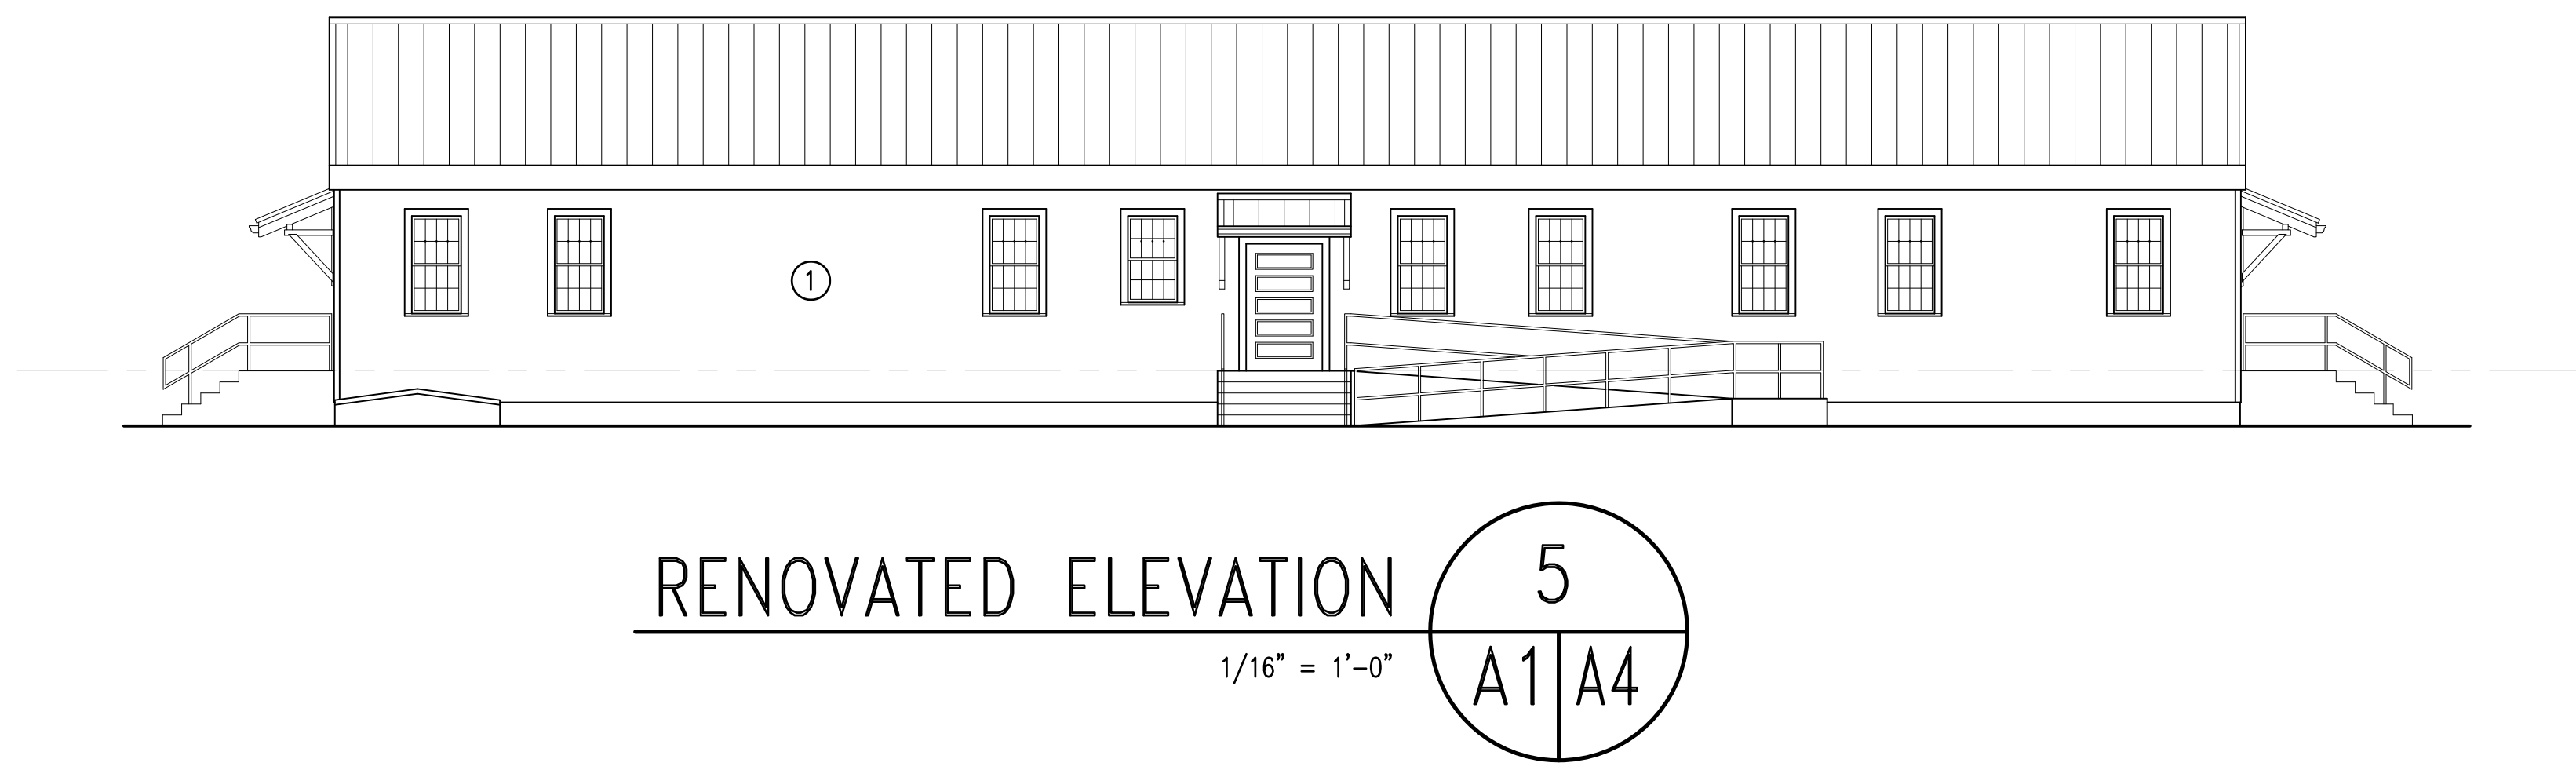 1
RENOVATED ELEVATION
1/16" = 1'-0"
5
A1 A4